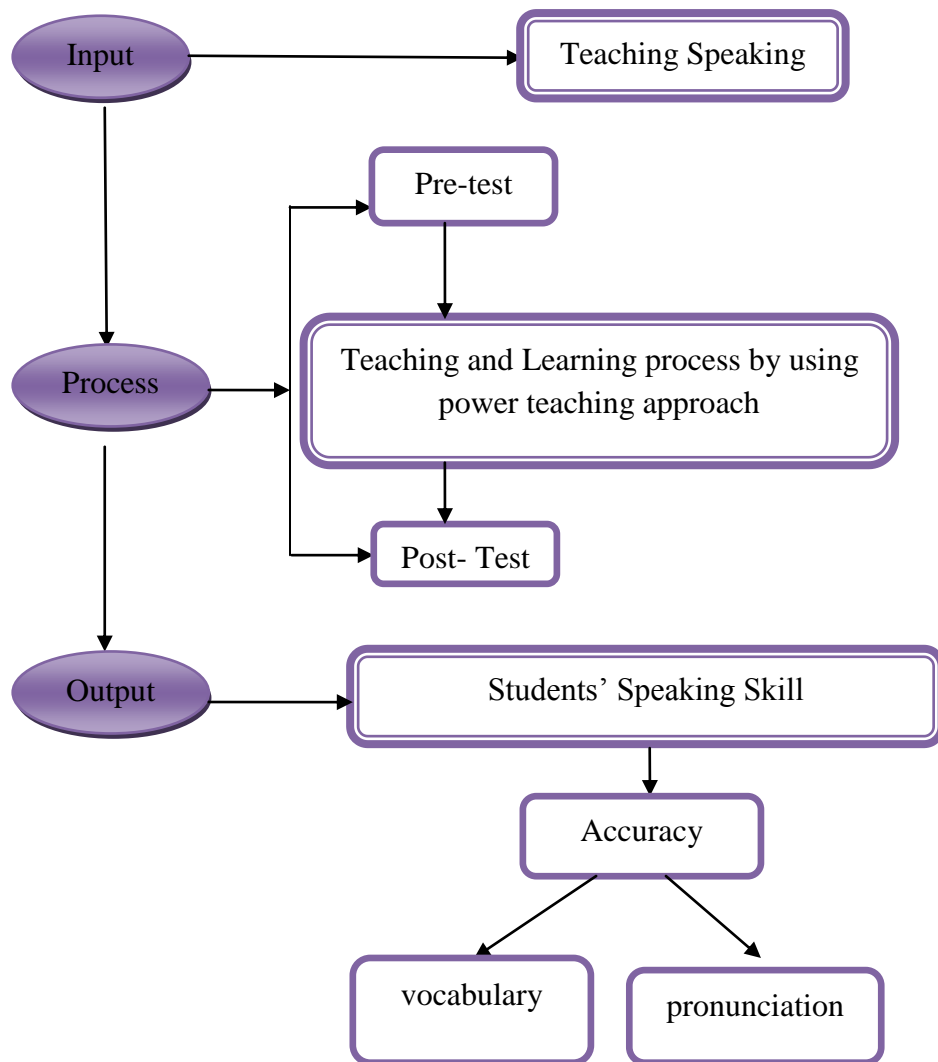 Input
Teaching Speaking
Pre-test
Teaching and Learning process by using
power teaching approach
Process
Post- Test
Output
Students’ Speaking Skill
Accuracy
vocabulary
pronunciation